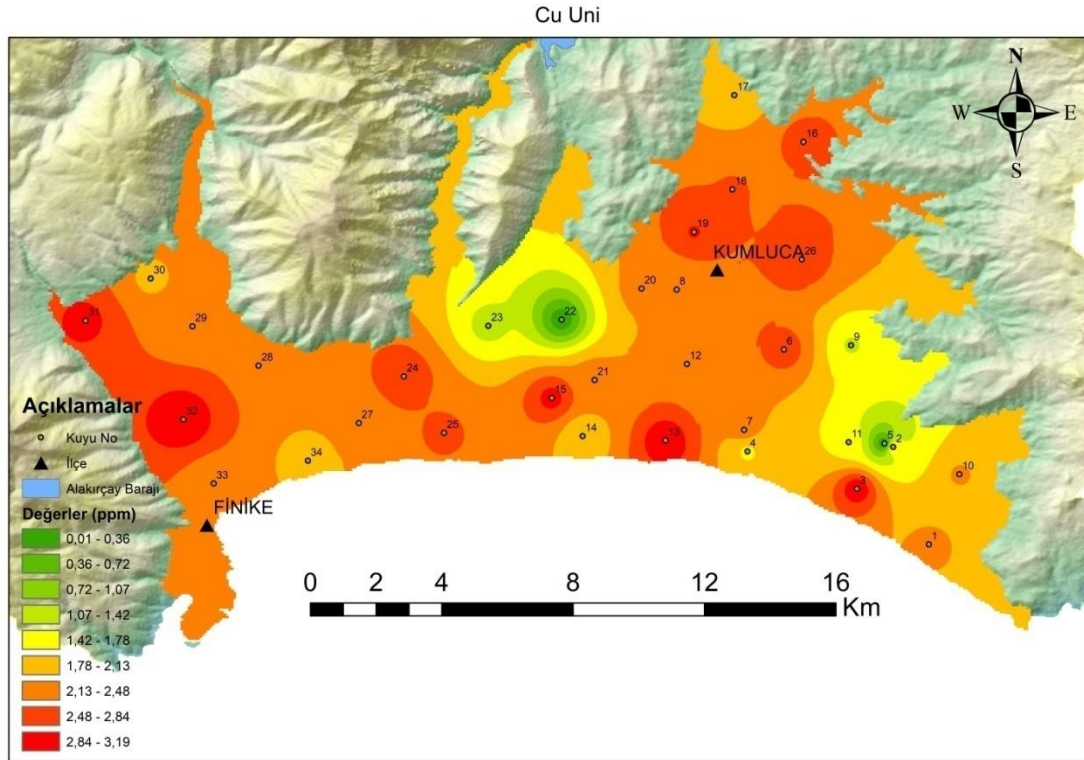 Cu Uni
N
W E
S
17
16
18
19
KUMLUCA
26
30
20
8
31
29
23
22
6
9
28
24
12
21
15
32
27
25
14
13
7
4
11
5
2
34
33
10
3
FİNİKE
1
Açıklamalar
Kuyu No
İlçe
Alakırçay Barajı
Değerler (ppm)
0,01 - 0,36
0,36 - 0,72
0,72 - 1,07
1,07 - 1,42
1,42 - 1,78
1,78 - 2,13
2,13 - 2,48
2,48 - 2,84
2,84 - 3,19
0 2 4 8 12 16
Km